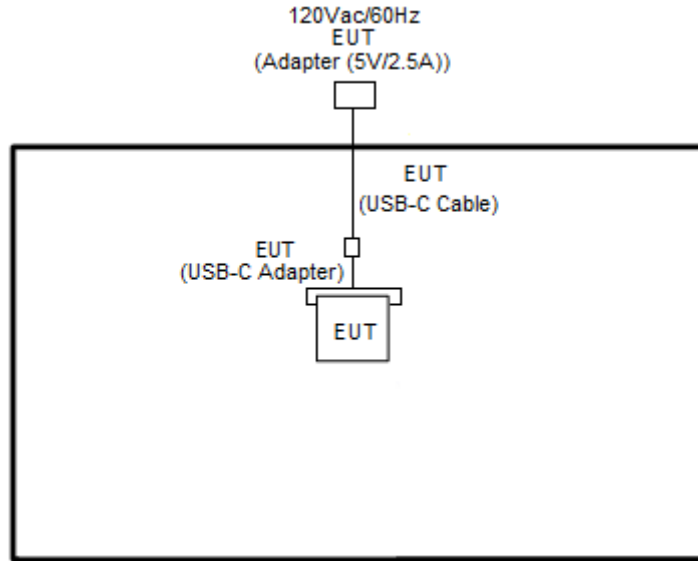 120Vac/60Hz
EUT
(Adapter (5V/2.5A))
EUT
(USB-C Cable)
EUT
(USB-C Adapter)
EUT